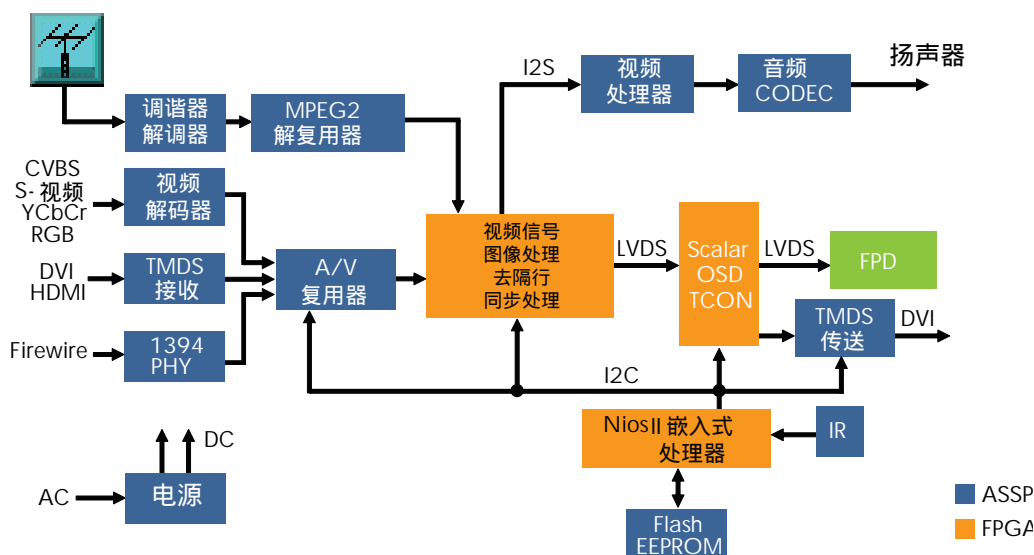 I2S
视频
处理器
音频
CODEC
扬声器
调谐器
解调器
MPEG2
解复用器
CVBS
S-视频
YCbCr
RGB
视频
解码器
视频信号
图像处理
去隔行
同步处理
LVDS
Scalar
OSD
TCON
LVDS
FPD
DVI
HDMI
TMDS
接收
A/V
复用器
TMDS
传送
DVI
Firewire
1394
PHY
I2C
NiosII 嵌入式
处理器
IR
DC
AC
电源
Flash
EEPROM
ASSP
FPGA